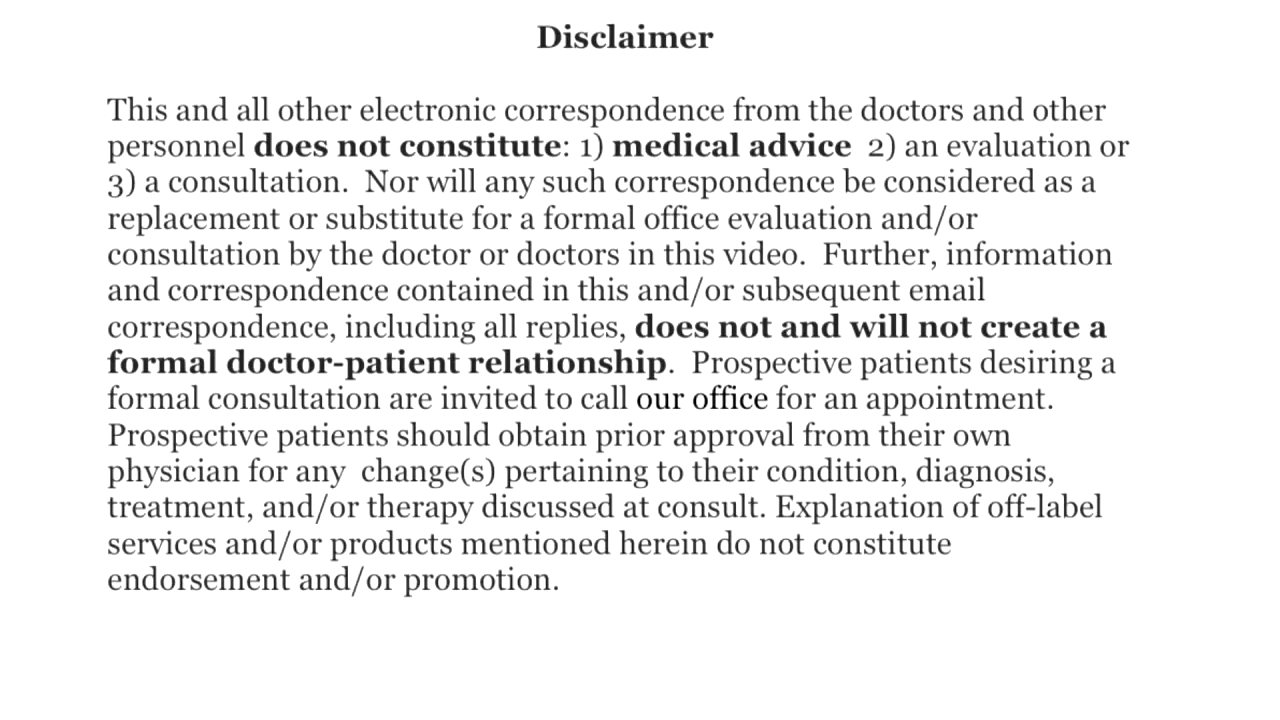 Disclaimer
This and all other electronic correspondence from the doctors and other
personnel does not constitute: 1) medical advice  2) an evaluation or
3) a consultation.  Nor will any such correspondence be considered as a
replacement or substitute for a formal office evaluation and/or
consultation by the doctor or doctors in this video.  Further, information
and correspondence contained in this and/or subsequent email
correspondence, including all replies, does not and will not create a
formal doctor-patient relationship.  Prospective patients desiring a
formal consultation are invited to call our office for an appointment.
Prospective patients should obtain prior approval from their own
physician for any  change(s) pertaining to their condition, diagnosis,
treatment, and/or therapy discussed at consult. Explanation of off-label
services and/or products mentioned herein do not constitute
endorsement and/or promotion.